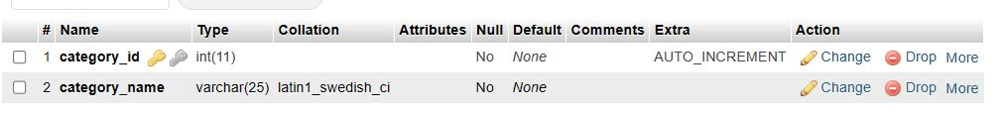 # Name Type Collation Attributes Null Default Comments Extra Action
1 category_id int(11) No None AUTO_INCREMENT Change Drop More
2 category_name varchar(25) latin1_swedish_ci No None Change Drop More